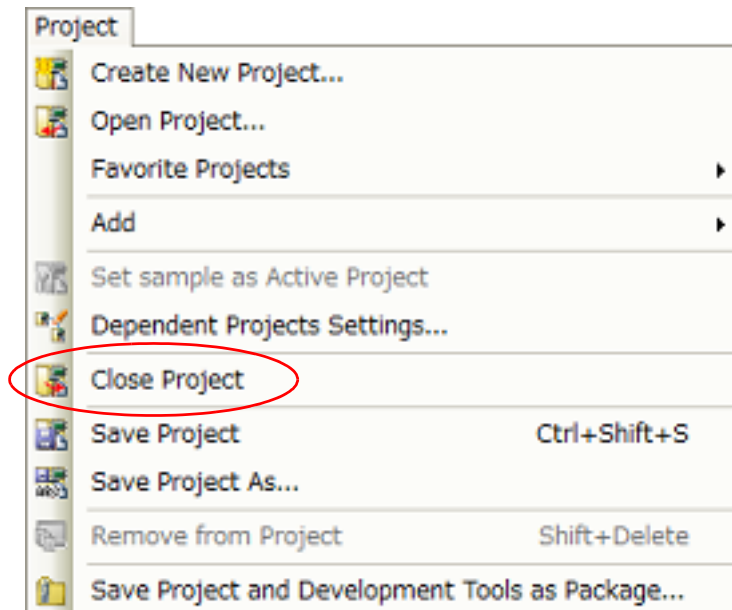 Project
Create New Project...
Open Project...
Favorite Projects
Add
Set sample as Active Project
Dependent Projects Settings...
Close Project
Save Project Ctrl+Shift+S
Save Project As...
Remove from Project Shift+Delete
Save Project and Development Tools as Package...